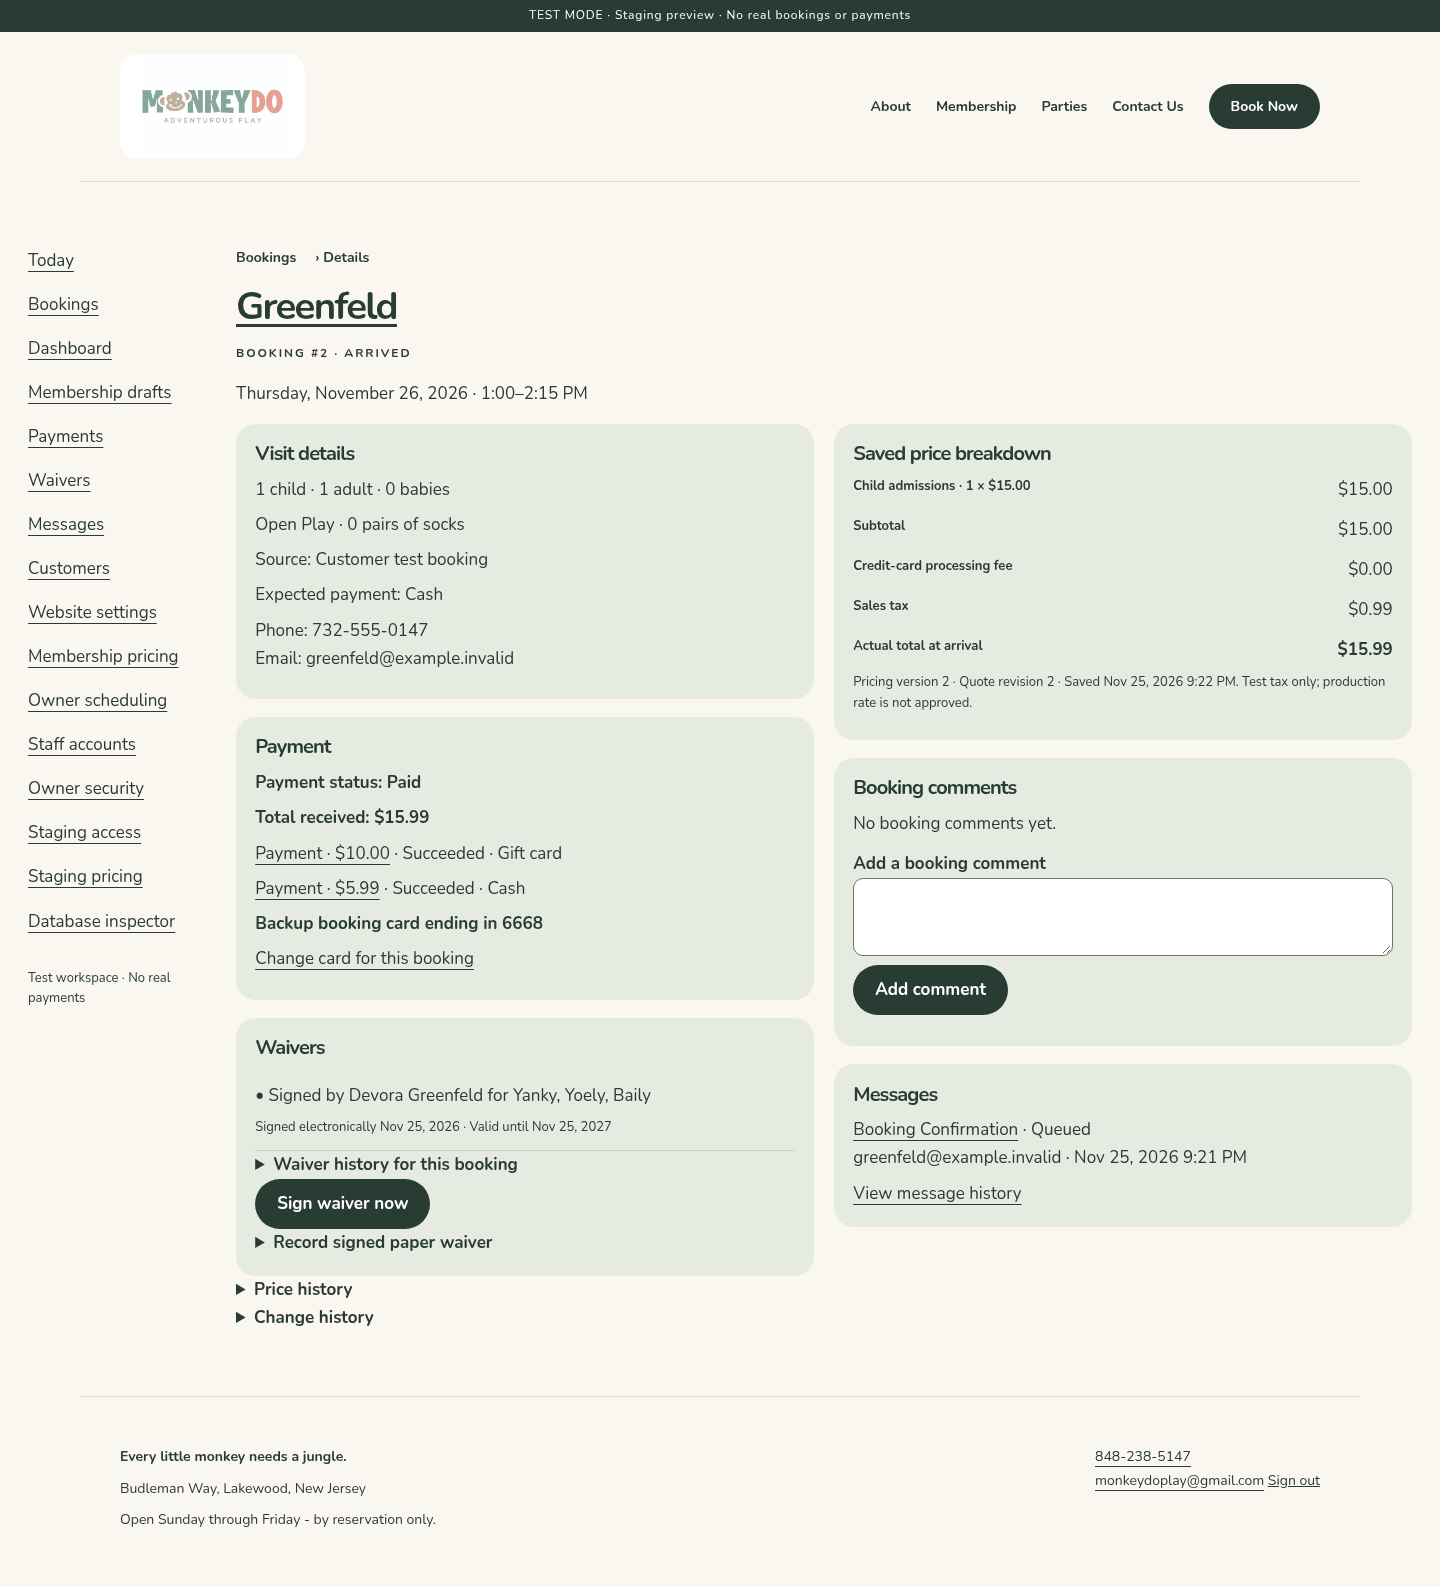 TEST MODE · Staging preview · No real bookings or payments
MONKEYDO
ADVENTUROUS PLAY
About Membership Parties Contact Us Book Now
Today
Bookings
Dashboard
Membership drafts
Payments
Waivers
Messages
Customers
Website settings
Membership pricing
Owner scheduling
Staff accounts
Owner security
Staging access
Staging pricing
Database inspector
Test workspace · No real
payments
Bookings › Details
Greenfeld
BOOKING #2 · ARRIVED
Thursday, November 26, 2026 · 1:00–2:15 PM
Visit details
1 child · 1 adult · 0 babies
Open Play · 0 pairs of socks
Source: Customer test booking
Expected payment: Cash
Phone: 732-555-0147
Email: greenfeld@example.invalid
Payment
Payment status: Paid
Total received: $15.99
Payment · $10.00 · Succeeded · Gift card
Payment · $5.99 · Succeeded · Cash
Backup booking card ending in 6668
Change card for this booking
Waivers
• Signed by Devora Greenfeld for Yanky, Yoely, Baily
Signed electronically Nov 25, 2026 · Valid until Nov 25, 2027
▶ Waiver history for this booking
Sign waiver now
▶ Record signed paper waiver
Saved price breakdown
Child admissions · 1 × $15.00 $15.00
Subtotal $15.00
Credit-card processing fee $0.00
Sales tax $0.99
Actual total at arrival $15.99
Pricing version 2 · Quote revision 2 · Saved Nov 25, 2026 9:22 PM. Test tax only; production
rate is not approved.
Booking comments
No booking comments yet.
Add a booking comment
Add comment
Messages
Booking Confirmation · Queued
greenfeld@example.invalid · Nov 25, 2026 9:21 PM
View message history
▶ Price history
▶ Change history
Every little monkey needs a jungle.
Budleman Way, Lakewood, New Jersey
Open Sunday through Friday - by reservation only.
848-238-5147
monkeydoplay@gmail.com Sign out